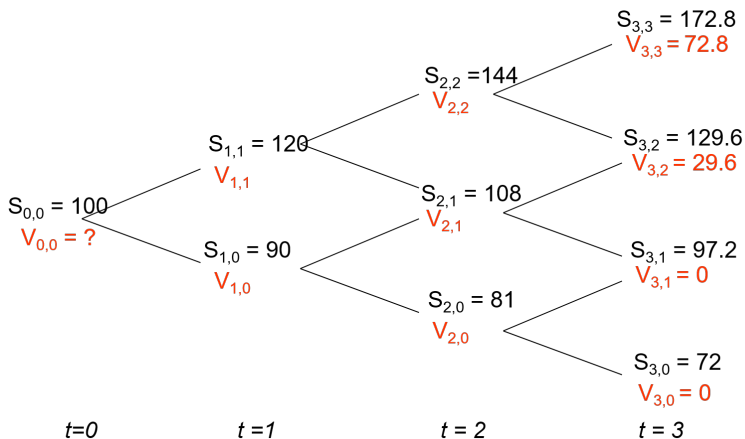 S3,3 = 172.8
V3,3 = 72.8
S2,2 =144
V2,2
S1,1 = 120
V1,1
S3,2 = 129.6
V3,2 = 29.6
S0,0 = 100
V0,0 = ?
S2,1 = 108
V2,1
S1,0 = 90
V1,0
S3,1 = 97.2
V3,1 = 0
S2,0 = 81
V2,0
S3,0 = 72
V3,0 = 0
t=0
t =1
t = 2
t = 3